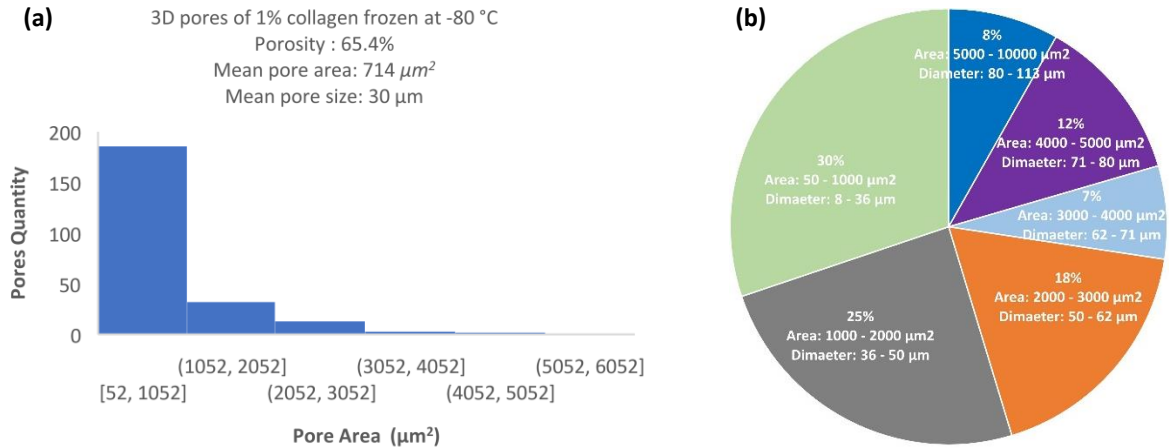 (a)
3D pores of 1% collagen frozen at -80 °C
Porosity : 65.4%
Mean pore area: 714 µm²
Mean pore size: 30 µm
200
150
100
50
0
Pores Quantity
(1052, 2052]
(3052, 4052]
(5052, 6052]
[52, 1052]
(2052, 3052]
(4052, 5052]
Pore Area (µm²)
(b)
8%
Area: 5000 - 10000 µm2
Diameter: 80 - 113 µm
12%
Area: 4000 - 5000 µm2
Dimaeter: 71 - 80 µm
7%
Area: 3000 - 4000 µm2
Dimaeter: 62 - 71 µm
18%
Area: 2000 - 3000 µm2
Dimaeter: 50 - 62 µm
25%
Area: 1000 - 2000 µm2
Dimaeter: 36 - 50 µm
30%
Area: 50 - 1000 µm2
Dimaeter: 8 - 36 µm